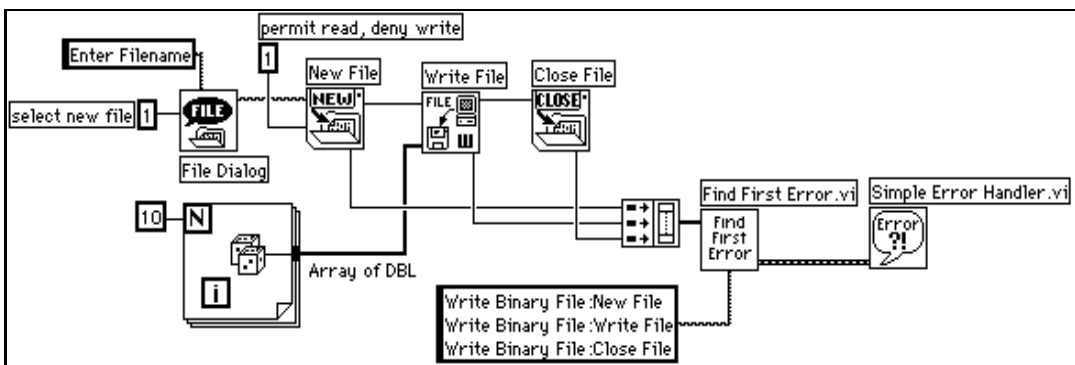 permit read, deny write
Enter Filename
1
New File
Write File
Close File
NEW
FILE
CLOSE
select new file
1
FILE
W
File Dialog
Find First Error.vi
Simple Error Handler.vi
10
N
Find
First
Error
Error
?!
Array of DBL
i
Write Binary File:New File
Write Binary File:Write File
Write Binary File:Close File